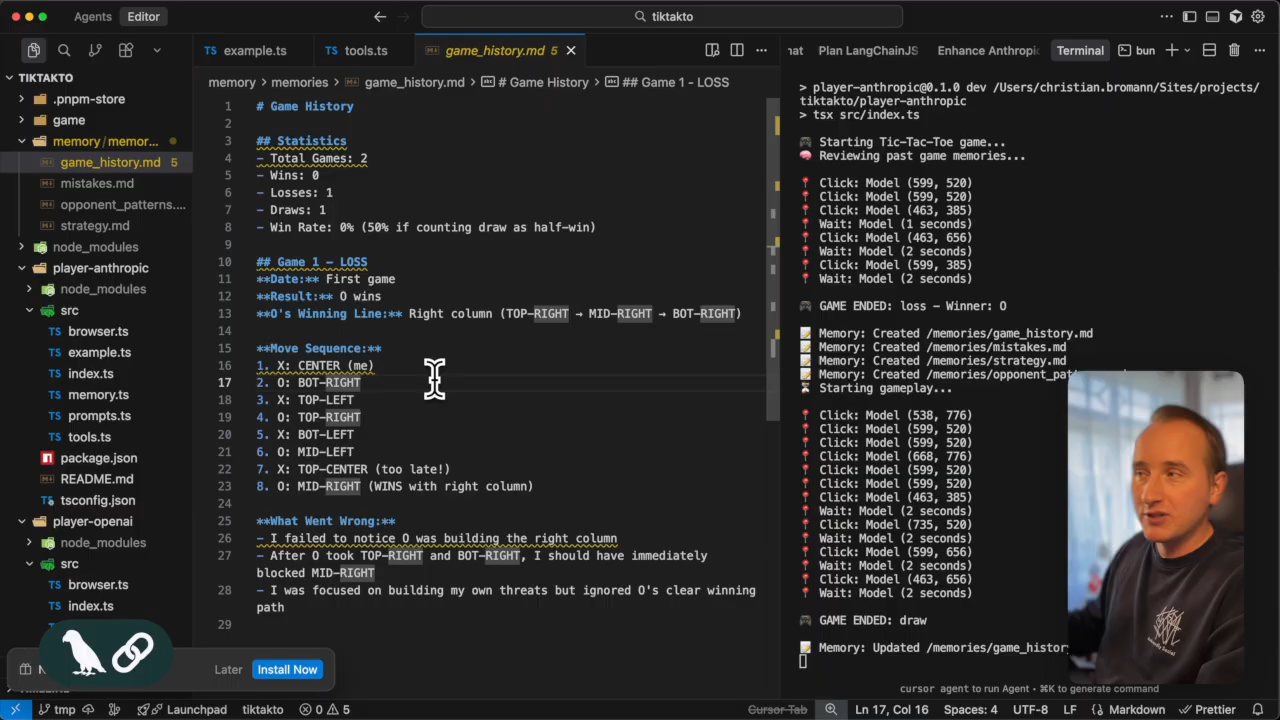 Agents
Editor
tiktakto
example.ts
tools.ts
game_history.md 5
nat
Plan LangChainJS
Enhance Anthropic
Terminal
bun
TIKTAKTO
.pnpm-store
game
memory / memor...
game_history.md 5
mistakes.md
opponent_patterns....
strategy.md
node_modules
player-anthropic
node_modules
src
browser.ts
example.ts
index.ts
memory.ts
prompts.ts
tools.ts
package.json
README.md
tsconfig.json
player-openai
node_modules
src
browser.ts
index.ts
memory > memories > game_history.md > # Game History > ## Game 1 - LOSS
1 # Game History
2
3 ## Statistics
4 - Total Games: 2
5 - Wins: 0
6 - Losses: 1
7 - Draws: 1
8 - Win Rate: 0% (50% if counting draw as half-win)
9
10 ## Game 1 - LOSS
11 **Date:** First game
12 **Result:** O wins
13 **O's Winning Line:** Right column (TOP-RIGHT → MID-RIGHT → BOT-RIGHT)
14
15 **Move Sequence:**
16 1. X: CENTER (me)
17 2. O: BOT-RIGHT
18 3. X: TOP-LEFT
19 4. O: TOP-RIGHT
20 5. X: BOT-LEFT
21 6. O: MID-LEFT
22 7. X: TOP-CENTER (too late!)
23 8. O: MID-RIGHT (WINS with right column)
24
25 **What Went Wrong:**
26 - I failed to notice O was building the right column
27 - After O took TOP-RIGHT and BOT-RIGHT, I should have immediately
blocked MID-RIGHT
28 - I was focused on building my own threats but ignored O's clear winning
path
29
> player-anthropic@0.1.0 dev /Users/christian.bromann/Sites/projects/
tiktakto/player-anthropic
> tsx src/index.ts
Starting Tic-Tac-Toe game...
Reviewing past game memories...
Click: Model (599, 520)
Click: Model (599, 520)
Click: Model (463, 385)
Wait: Model (1 seconds)
Click: Model (463, 656)
Wait: Model (2 seconds)
Click: Model (599, 385)
Wait: Model (2 seconds)
GAME ENDED: loss - Winner: O
Memory: Created /memories/game_history.md
Memory: Created /memories/mistakes.md
Memory: Created /memories/strategy.md
Memory: Created /memories/opponent_pat
Starting gameplay...
Click: Model (538, 776)
Click: Model (599, 520)
Click: Model (599, 520)
Click: Model (668, 776)
Click: Model (599, 520)
Click: Model (599, 520)
Click: Model (463, 385)
Wait: Model (2 seconds)
Click: Model (735, 520)
Wait: Model (2 seconds)
Click: Model (599, 656)
Wait: Model (2 seconds)
Click: Model (463, 656)
Wait: Model (2 seconds)
GAME ENDED: draw
Memory: Updated /memories/game_history
cursor agent to run Agent • ⌘K to generate command
Later
Install Now
tmp
Launchpad
tiktakto
0
5
Cursor Tab
Ln 17, Col 16
Spaces: 4
UTF-8
LF
Markdown
Prettier